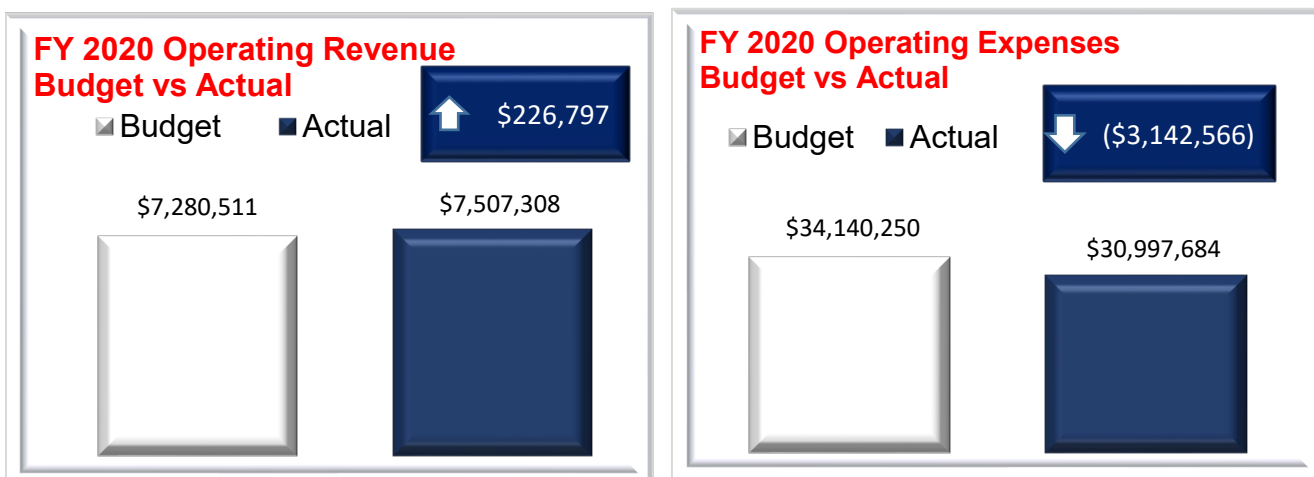 FY 2020 Operating Revenue
Budget vs Actual
Budget Actual
$226,797
$7,280,511 $7,507,308
FY 2020 Operating Expenses
Budget vs Actual
Budget Actual
($3,142,566)
$34,140,250
$30,997,684